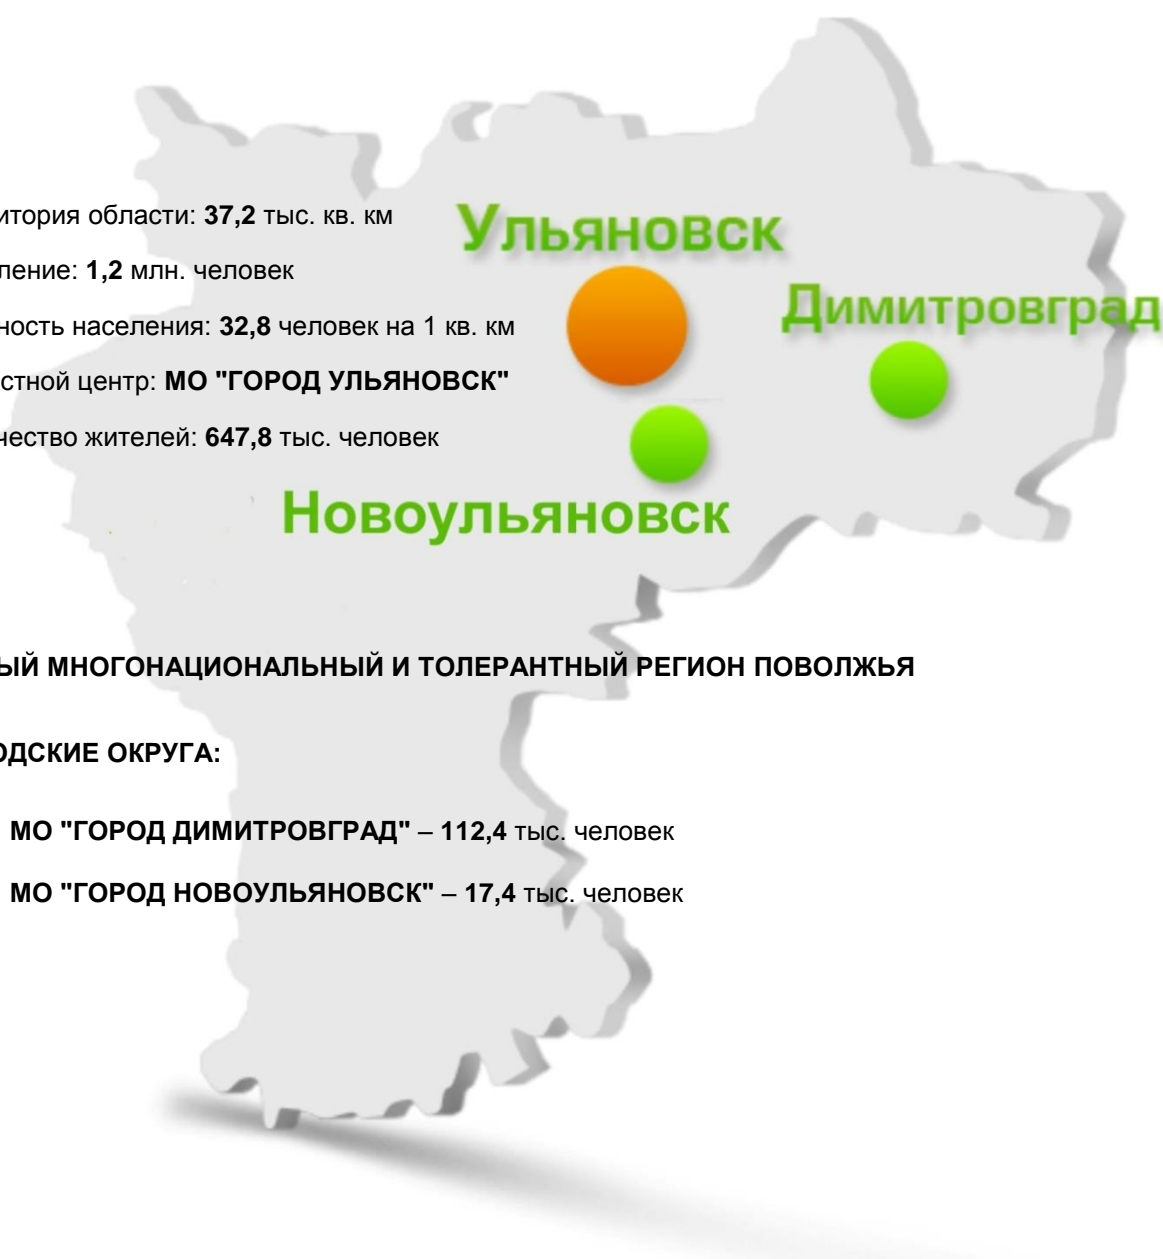 итория области: 37,2 тыс. кв. км
Ульяновск
ление: 1,2 млн. человек
Димитровград
ность населения: 32,8 человек на 1 кв. км
стной центр: МО "ГОРОД УЛЬЯНОВСК"
чество жителей: 647,8 тыс. человек
Новоульяновск
ЫЙ МНОГОНАЦИОНАЛЬНЫЙ И ТОЛЕРАНТНЫЙ РЕГИОН ПОВОЛЖЬЯ
ОДСКИЕ ОКРУГА:
МО "ГОРОД ДИМИТРОВГРАД" – 112,4 тыс. человек
МО "ГОРОД НОВОУЛЬЯНОВСК" – 17,4 тыс. человек